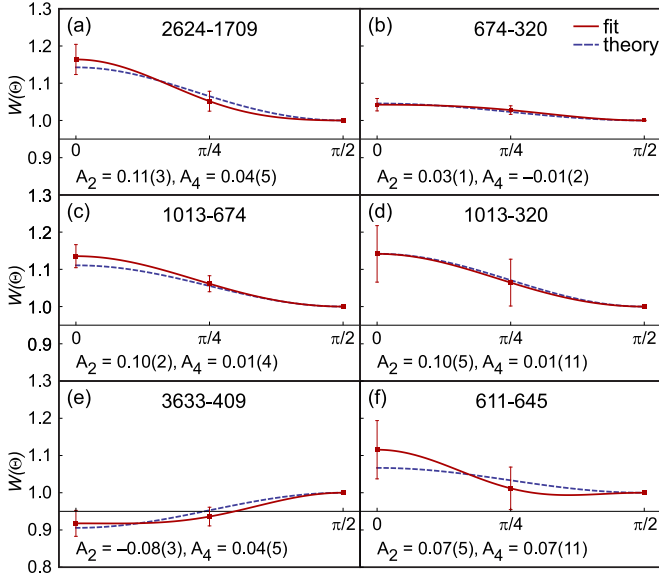 (a) 2624-1709
(b) 674-320
fit
theory
1.3
1.2
1.1
1.0
0.9
W(Θ)
0 π/4 π/2
0 π/4 π/2
A2 = 0.11(3), A4 = 0.04(5)
A2 = 0.03(1), A4 = −0.01(2)
(c) 1013-674
(d) 1013-320
1.3
1.2
1.1
1.0
0.9
W(Θ)
0 π/4 π/2
0 π/4 π/2
A2 = 0.10(2), A4 = 0.01(4)
A2 = 0.10(5), A4 = 0.01(11)
(e) 3633-409
(f) 611-645
1.3
1.2
1.1
1.0
0.9
0.8
W(Θ)
0 π/4 π/2
0 π/4 π/2
A2 = −0.08(3), A4 = 0.04(5)
A2 = 0.07(5), A4 = 0.07(11)